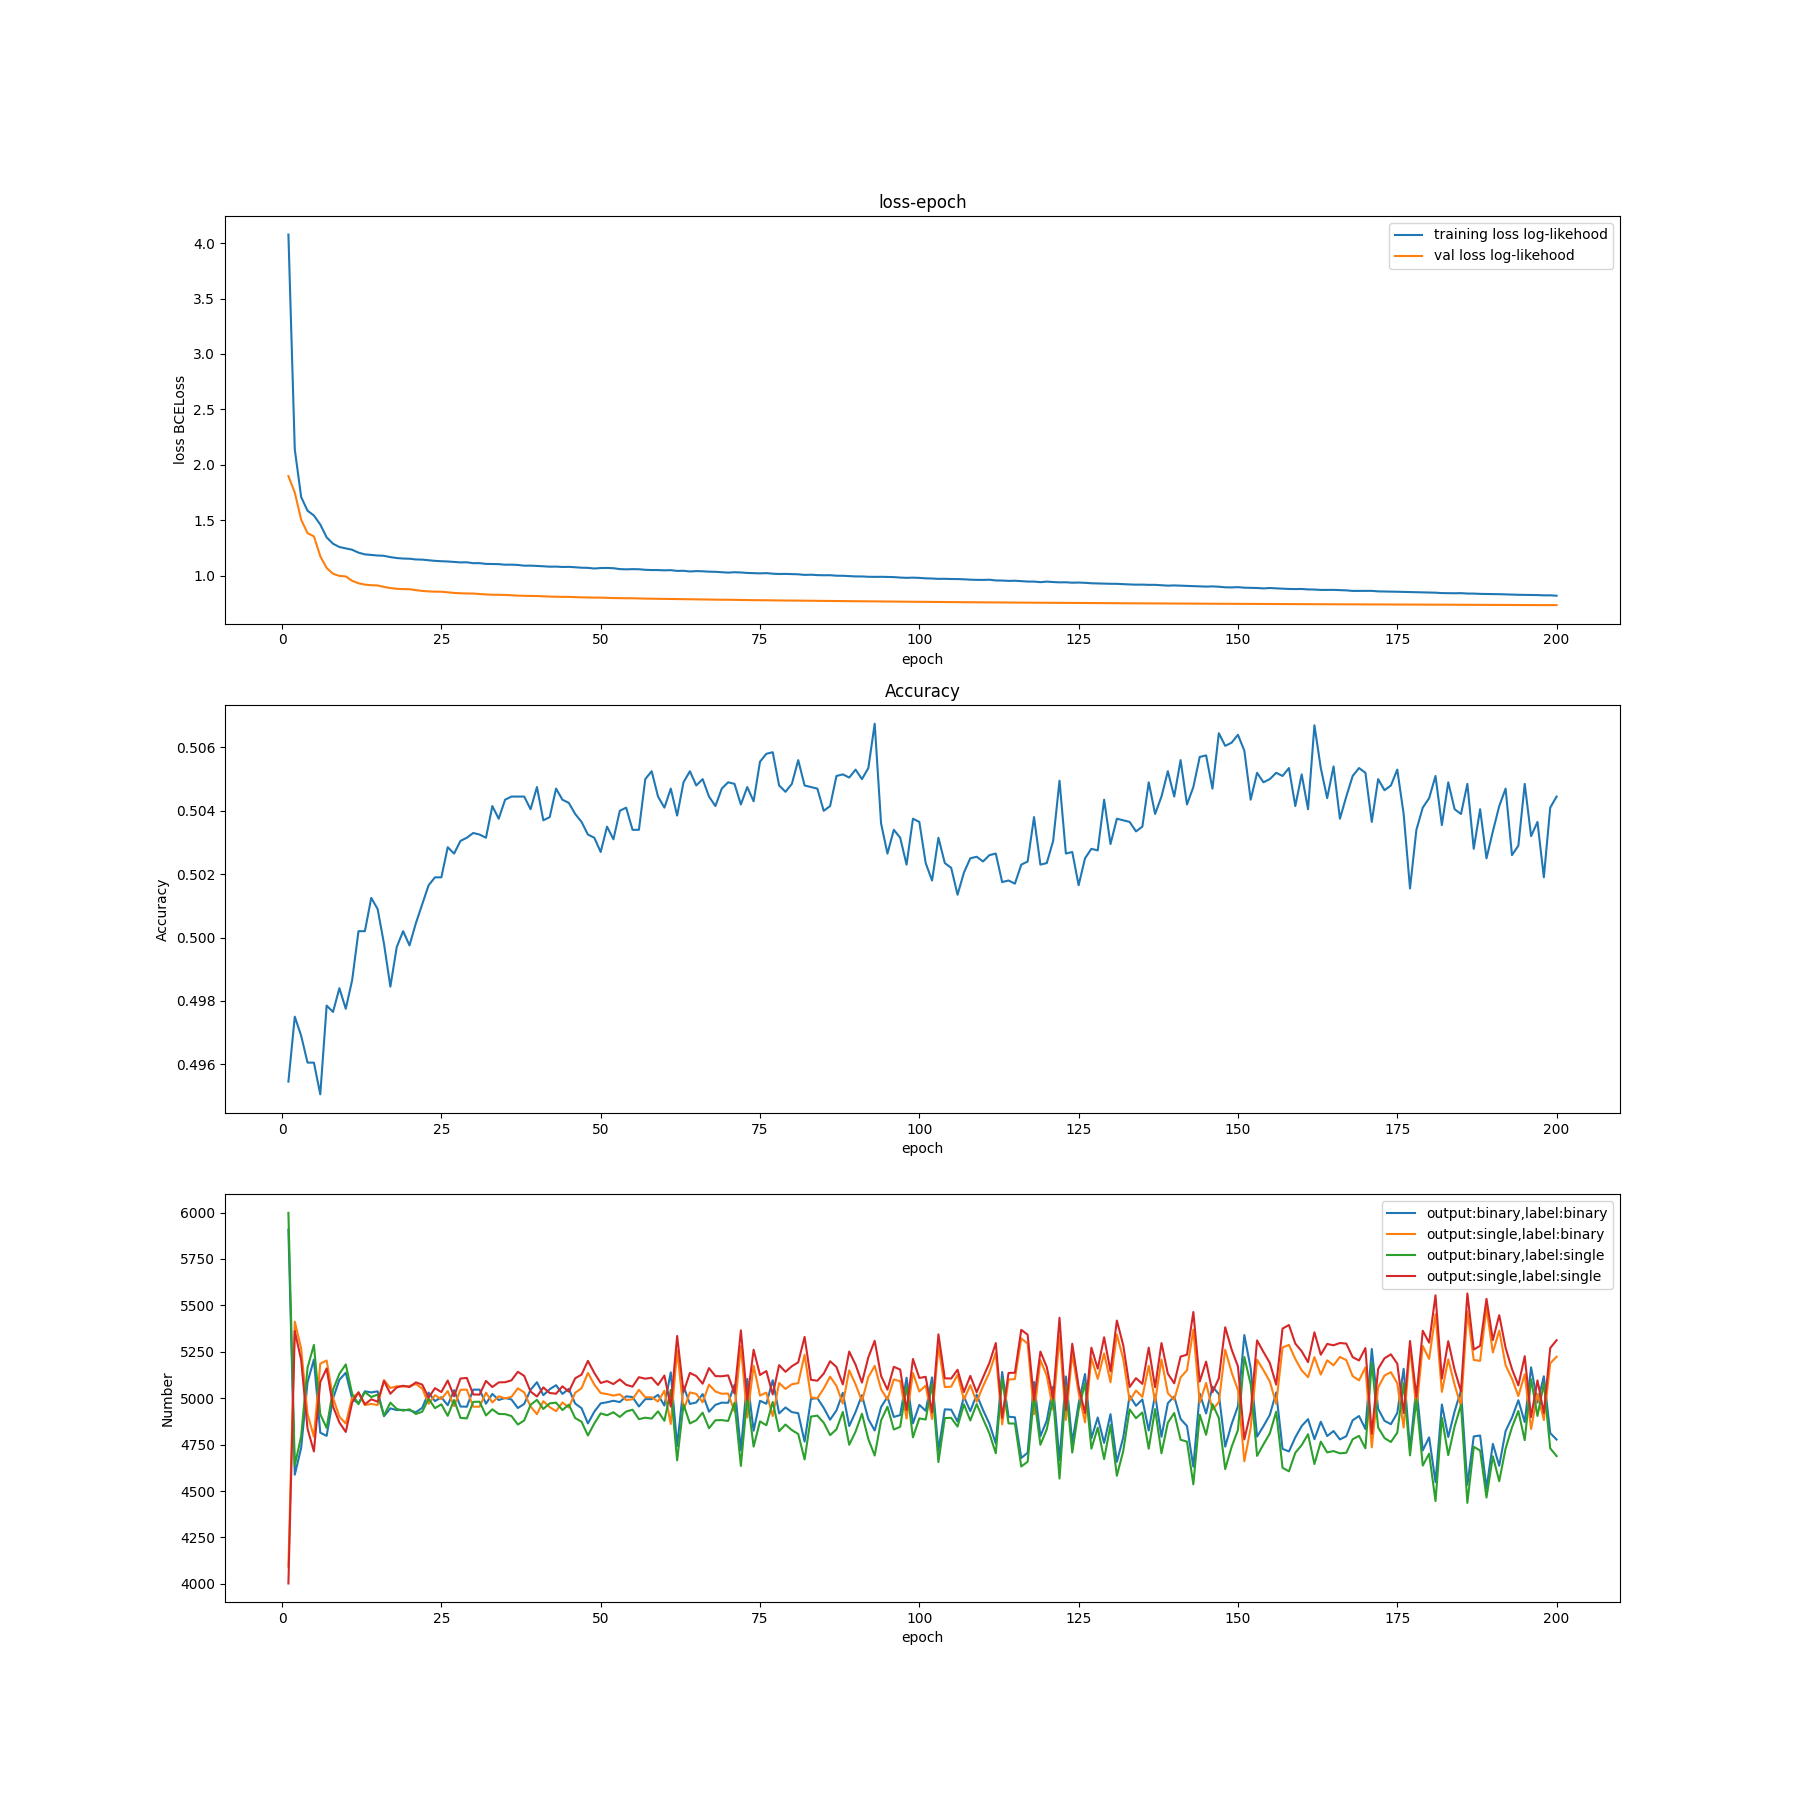 loss-epoch
4.0
3.5
3.0
2.5
2.0
1.5
1.0
loss BCELoss
training loss log-likehood
val loss log-likehood
0 25 50 75 100 125 150 175 200
epoch
Accuracy
0.506
0.504
0.502
0.500
0.498
0.496
Accuracy
0 25 50 75 100 125 150 175 200
epoch
6000
5750
5500
5250
5000
4750
4500
4250
4000
Number
output:binary,label:binary
output:single,label:binary
output:binary,label:single
output:single,label:single
0 25 50 75 100 125 150 175 200
epoch